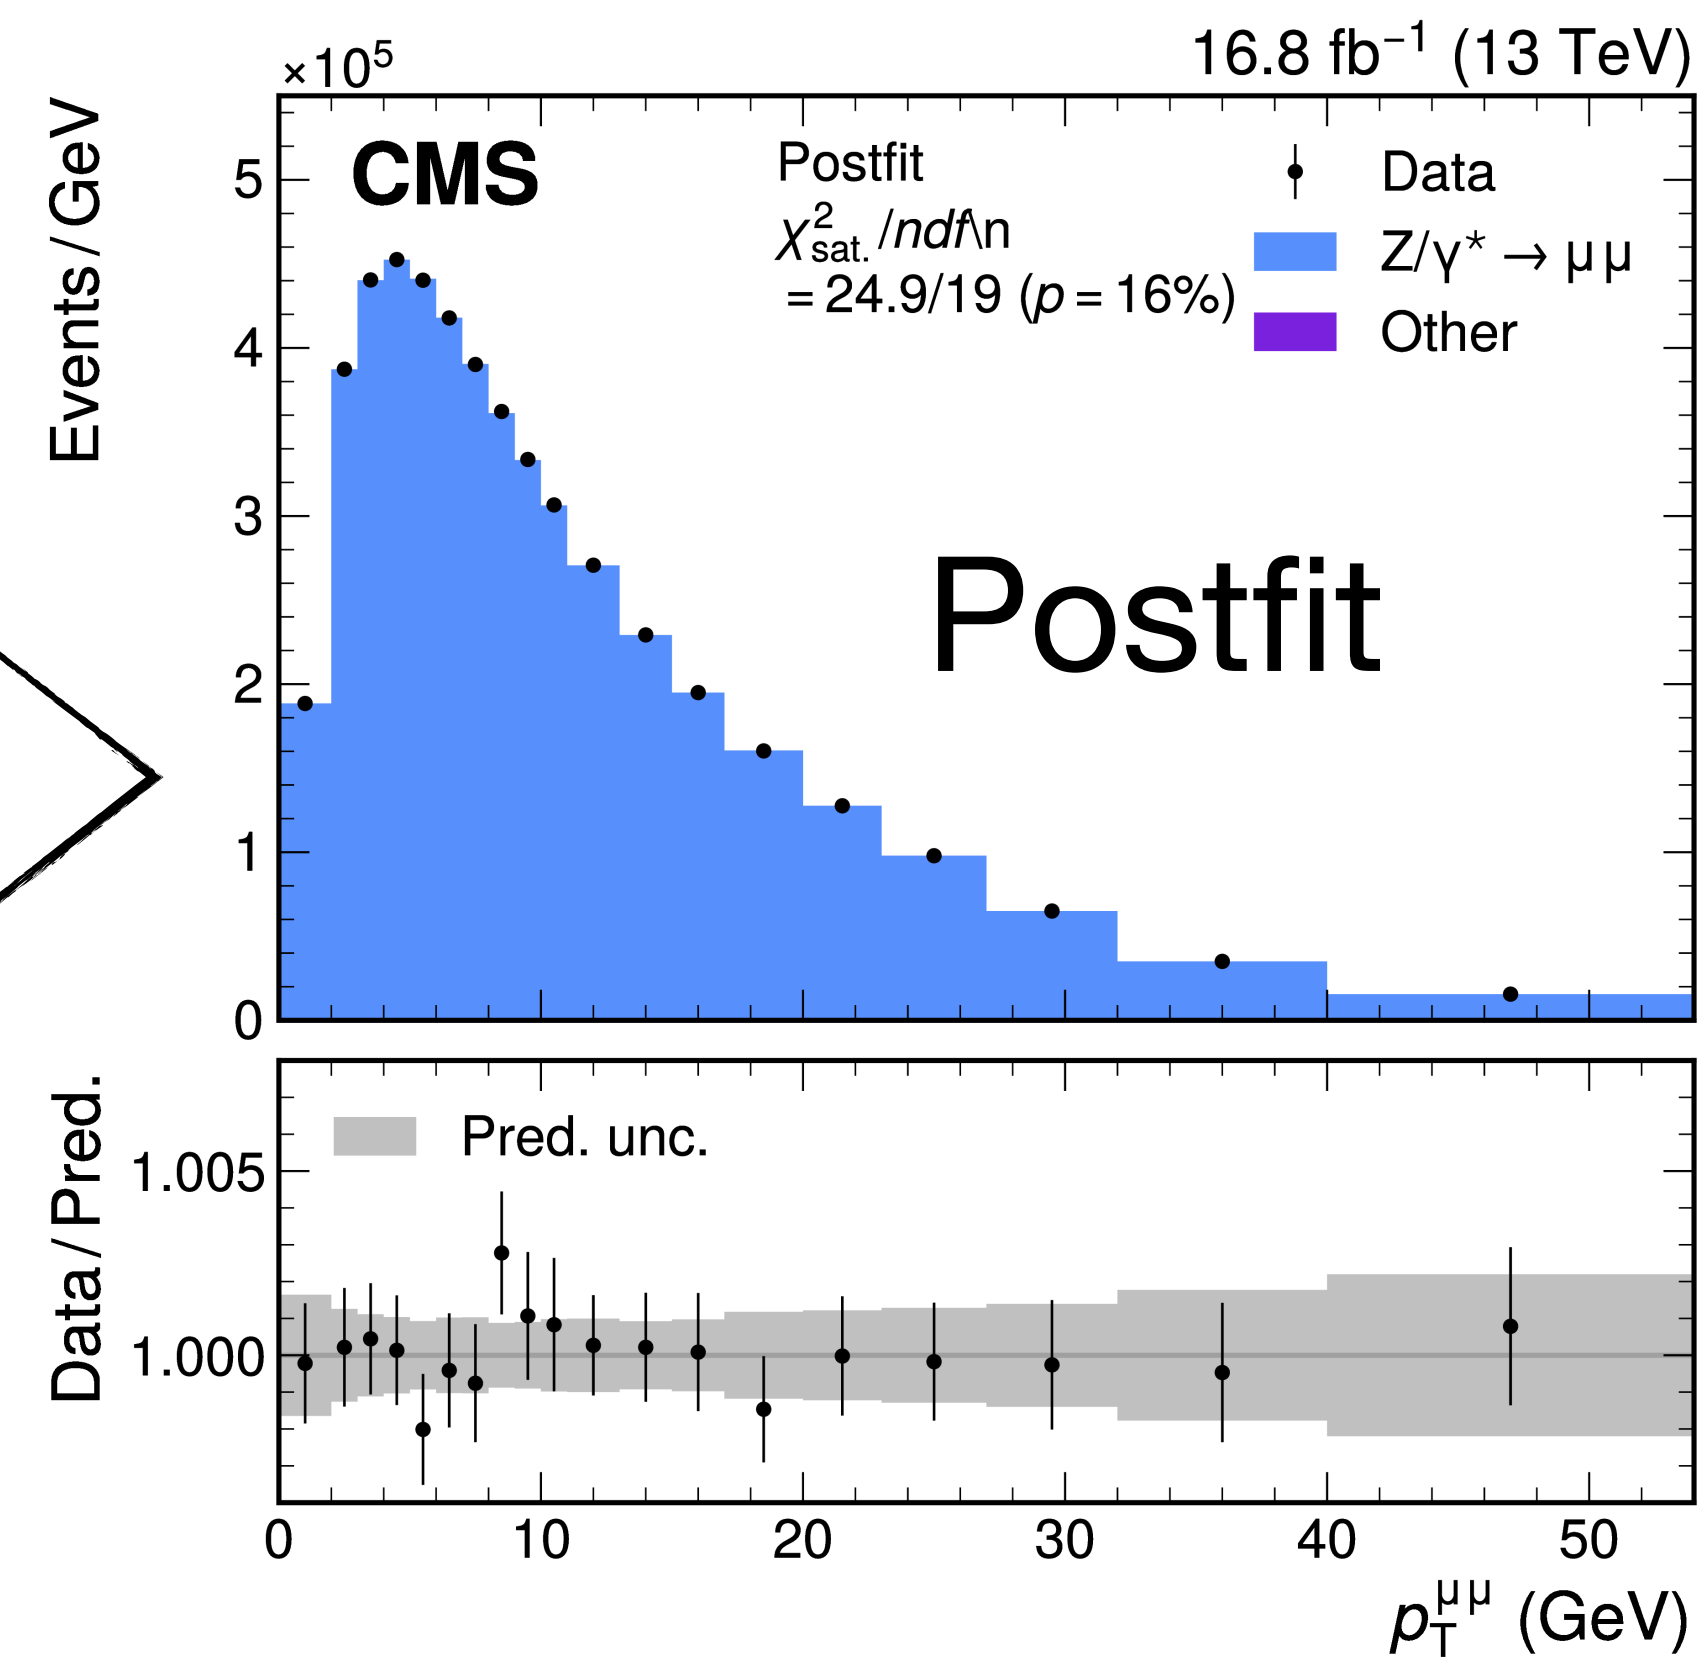 ×10⁵
16.8 fb⁻¹ (13 TeV)
Events/GeV
CMS
Postfit
χ²sat./ndf\n
=24.9/19 (p=16%)
Data
Z/γ* → μμ
Other
5
4
3
2
1
0
Postfit
Data/Pred.
Pred. unc.
1.005
1.000
0 10 20 30 40 50
pTμμ (GeV)